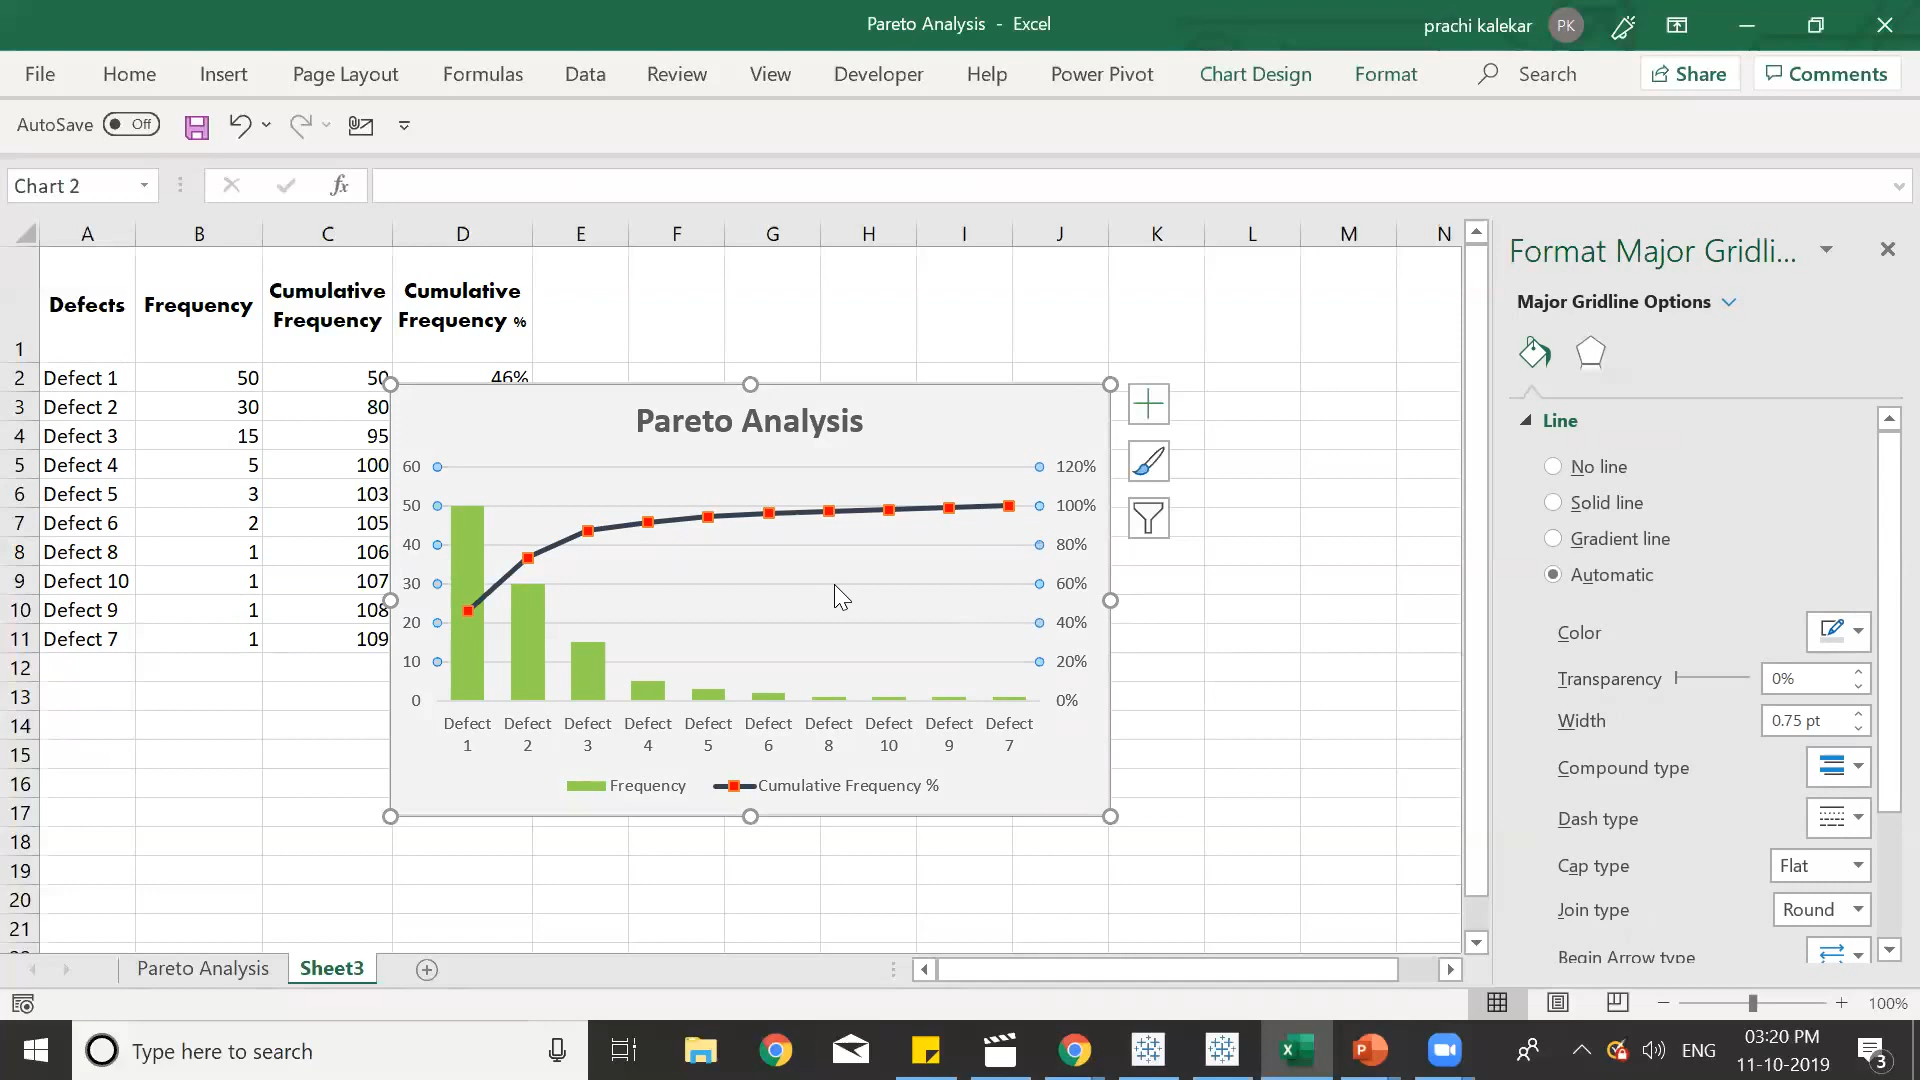 Pareto Analysis - Excel
prachi kalekar PK
File Home Insert Page Layout Formulas Data Review View Developer Help Power Pivot Chart Design Format Search Share Comments
AutoSave Off
Chart 2 fx
A B C D E F G H I J K L M N
1 Defects Frequency Cumulative Frequency Cumulative Frequency %
2 Defect 1 50 50 46%
3 Defect 2 30 80
4 Defect 3 15 95
5 Defect 4 5 100
6 Defect 5 3 103
7 Defect 6 2 105
8 Defect 8 1 106
9 Defect 10 1 107
10 Defect 9 1 108
11 Defect 7 1 109
12
13
14
15
16
17
18
19
20
21
Pareto Analysis
60 120%
50 100%
40 80%
30 60%
20 40%
10 20%
0 0%
Defect Defect Defect Defect Defect Defect Defect Defect Defect Defect
1 2 3 4 5 6 8 10 9 7
Frequency Cumulative Frequency %
Format Major Gridli...
Major Gridline Options
Line
No line
Solid line
Gradient line
Automatic
Color
Transparency 0%
Width 0.75 pt
Compound type
Dash type
Cap type Flat
Join type Round
Begin Arrow type
Pareto Analysis Sheet3
100%
Type here to search
ENG
03:20 PM
11-10-2019
3